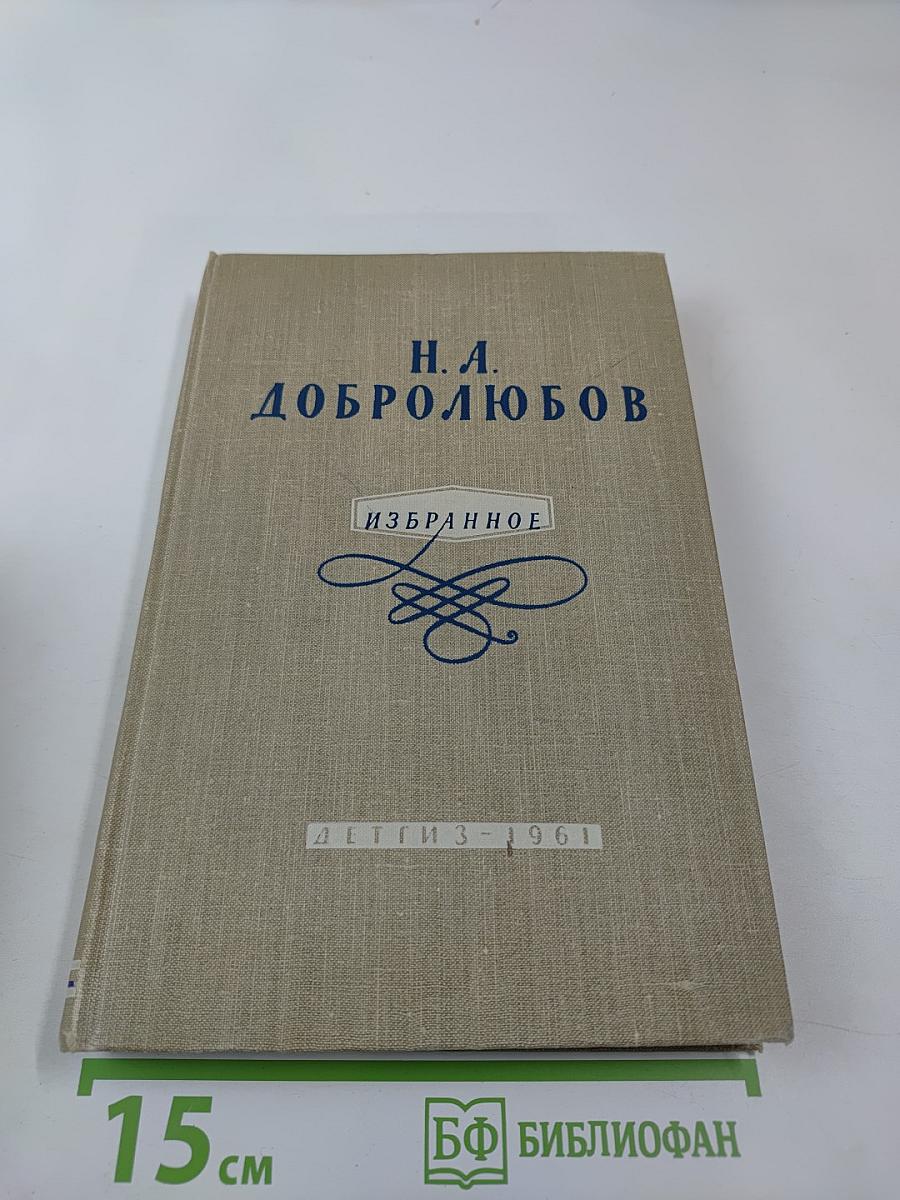 Н. А.
ДОБРОЛЮБОВ
ИЗБРАННОЕ
ДЕТГИЗ-1961
15 см
БФ БИБЛИОФАН